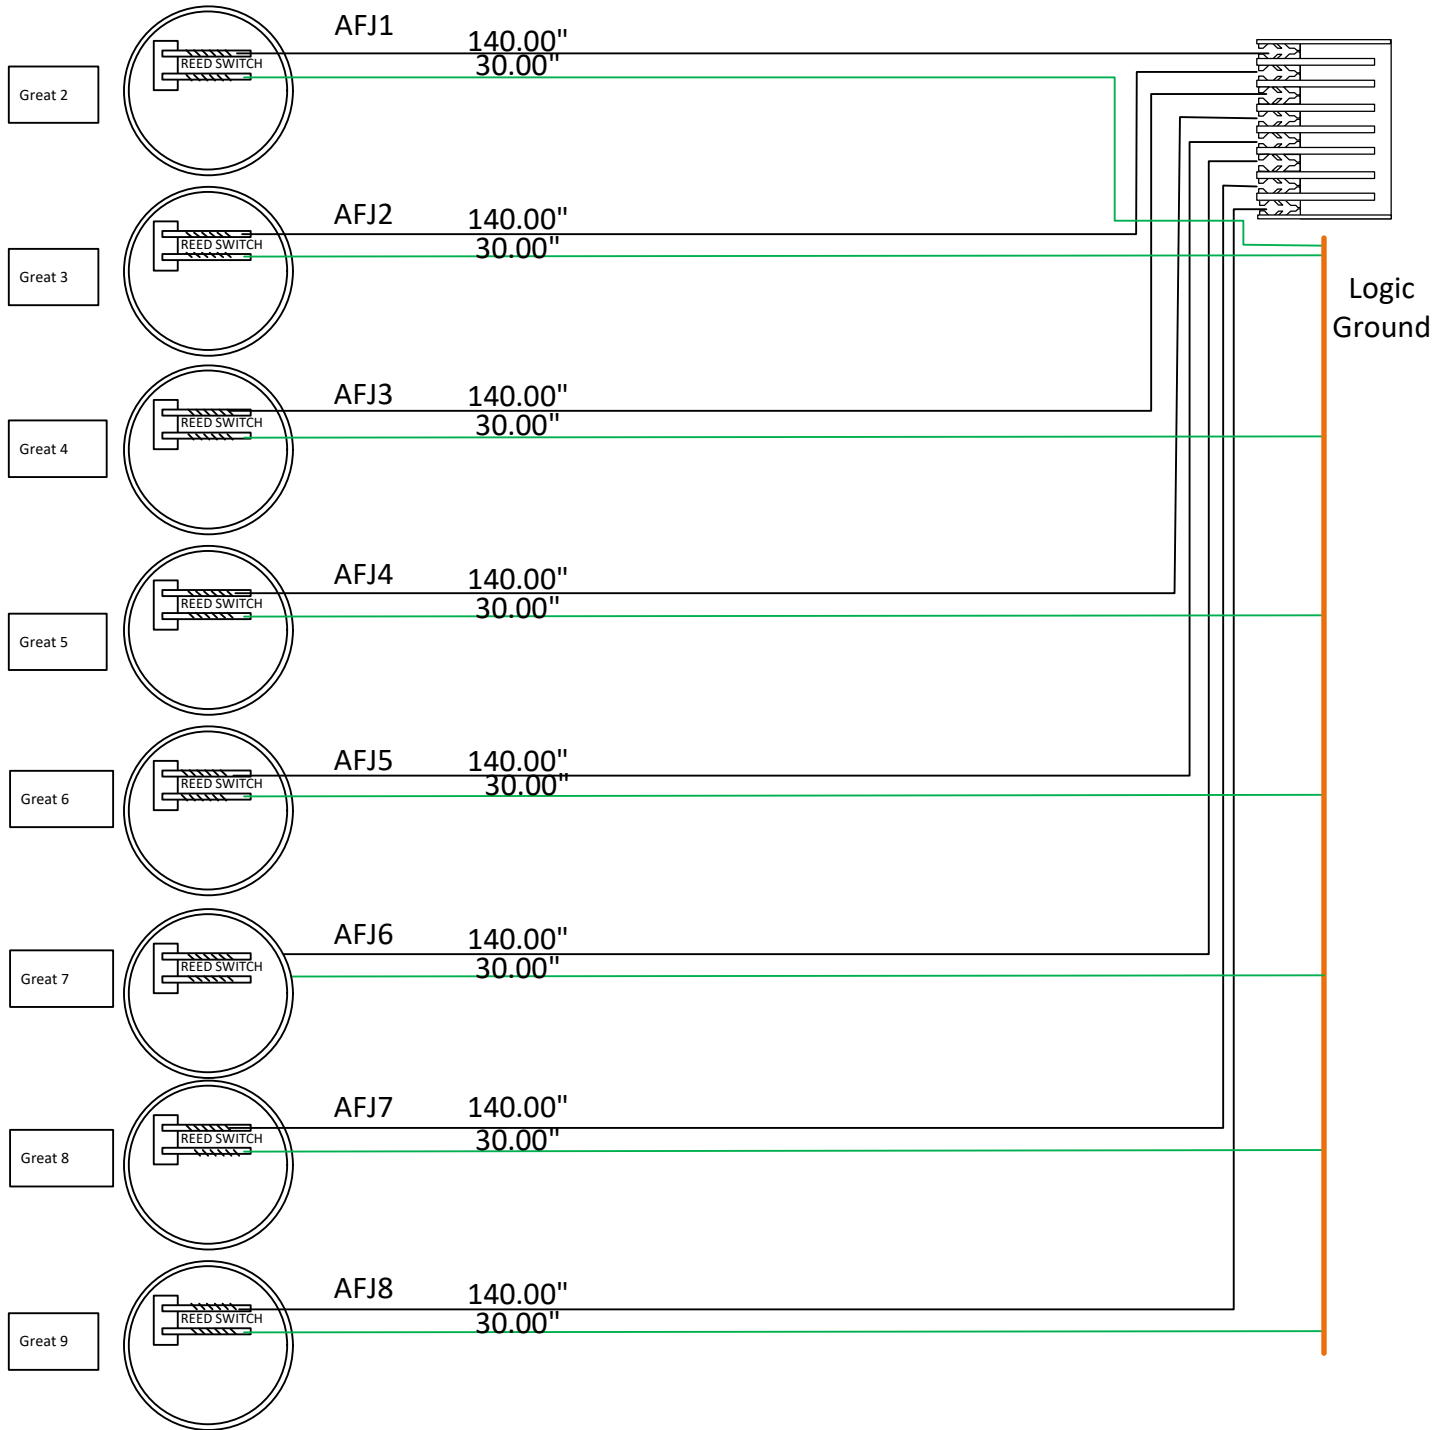 AFJ1
140.00"
30.00"
REED SWITCH
Great 2
AFJ2
140.00"
30.00"
REED SWITCH
Great 3
Logic
Ground
AFJ3
140.00"
30.00"
REED SWITCH
Great 4
AFJ4
140.00"
30.00"
REED SWITCH
Great 5
AFJ5
140.00"
30.00"
REED SWITCH
Great 6
AFJ6
140.00"
30.00"
REED SWITCH
Great 7
AFJ7
140.00"
30.00"
REED SWITCH
Great 8
AFJ8
140.00"
30.00"
REED SWITCH
Great 9